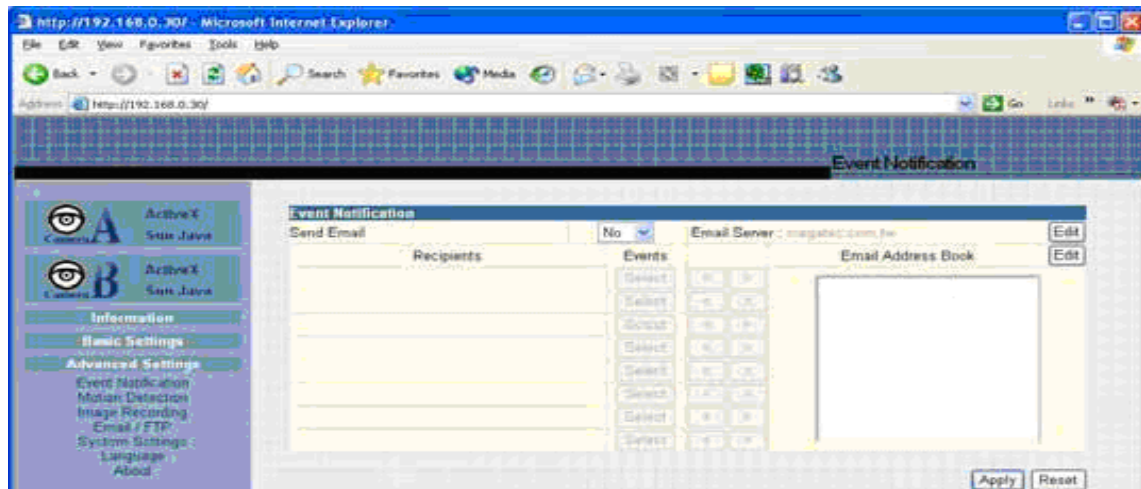 http://192.168.0.30/ - Microsoft Internet Explorer
File Edit View Favorites Tools Help
Back Search Favorites Media
Address http://192.168.0.30/ Go Links »
Event Notification
Camera A ActiveX
Sun Java
Camera B ActiveX
Sun Java
Information
Basic Settings
Advanced Settings
Event Notification
Motion Detection
Image Recording
Email / FTP
System Settings
Language
About
Event Notification
Send Email No Email Server : Edit
Recipients Events Email Address Book Edit
Select
Select
Select
Select
Select
Select
Select
Select
Apply Reset